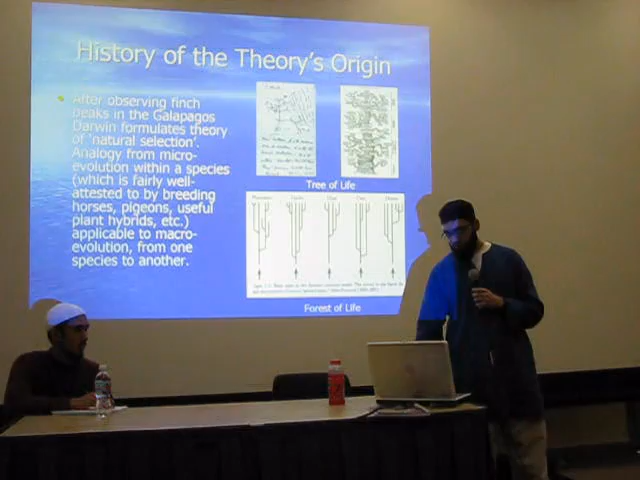 History of the Theory's Origin
After observing finch
beaks in the Galapagos
Darwin formulates theory
of 'natural selection'.
Analogy from micro-
evolution within a species
(which is fairly well-
attested to by breeding
horses, pigeons, useful
plant hybrids, etc.)
applicable to macro-
evolution, from one
species to another.
Tree of Life
Forest of Life